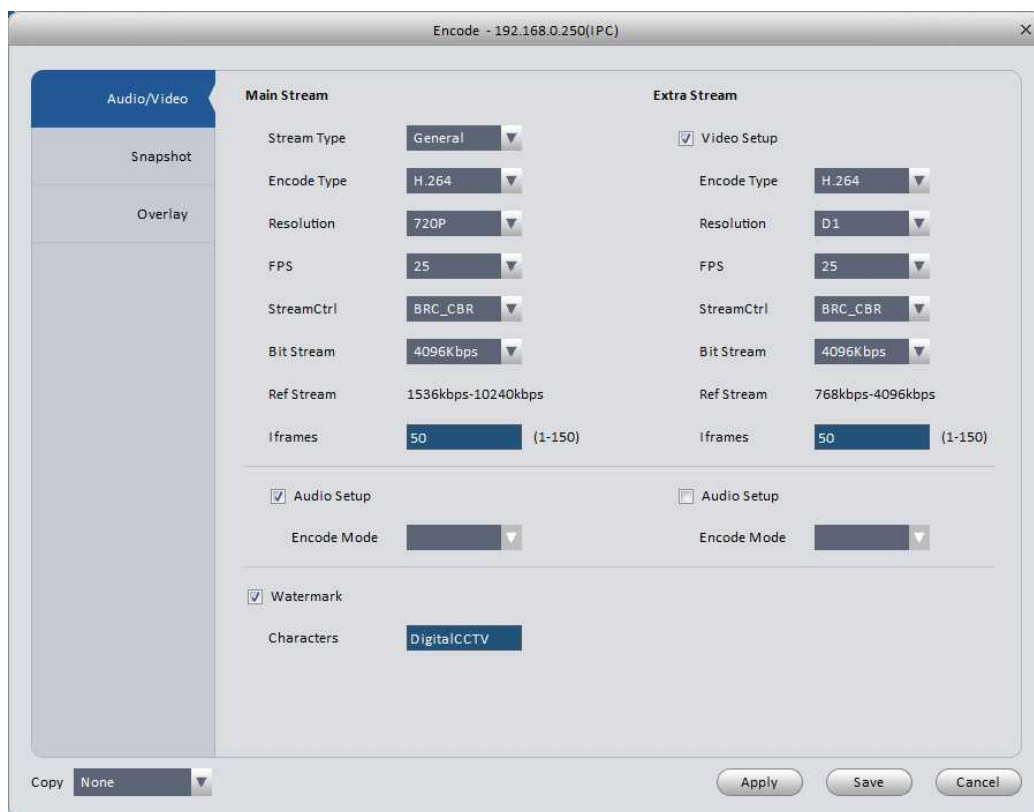 Encode - 192.168.0.250(IPC)
Audio/Video
Snapshot
Overlay
Main Stream
Extra Stream
Stream Type General
Video Setup
Encode Type H.264
Encode Type H.264
Resolution 720P
Resolution D1
FPS 25
FPS 25
StreamCtrl BRC_CBR
StreamCtrl BRC_CBR
Bit Stream 4096Kbps
Bit Stream 4096Kbps
Ref Stream 1536kbps-10240kbps
Ref Stream 768kbps-4096kbps
Iframes 50 (1-150)
Iframes 50 (1-150)
Audio Setup
Audio Setup
Encode Mode
Encode Mode
Watermark
Characters DigitalCCTV
Copy None
Apply
Save
Cancel